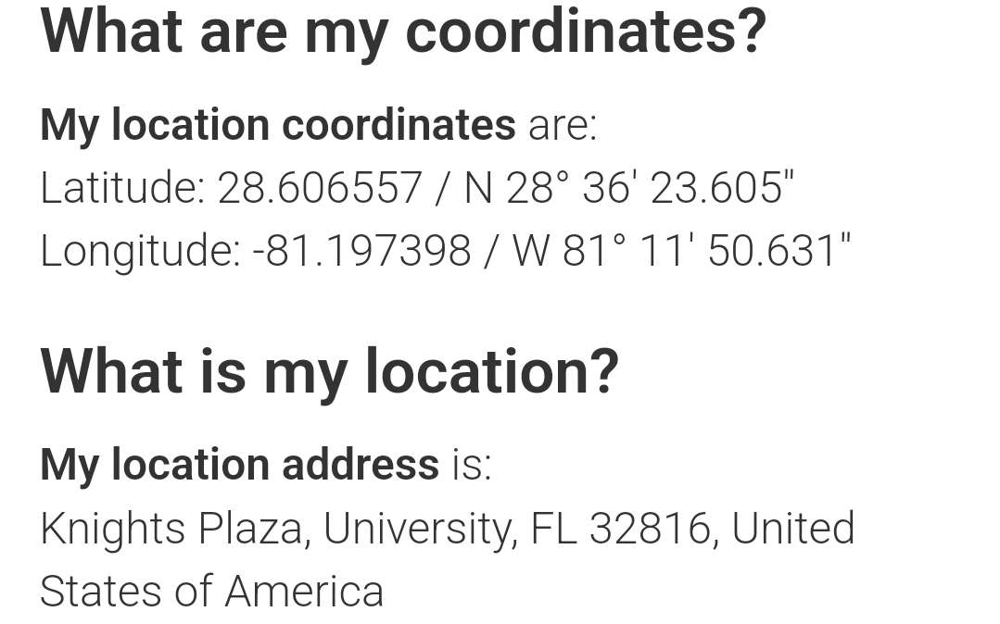 What are my coordinates?
My location coordinates are:
Latitude: 28.606557 / N 28° 36' 23.605"
Longitude: -81.197398 / W 81° 11' 50.631"
What is my location?
My location address is:
Knights Plaza, University, FL 32816, United
States of America